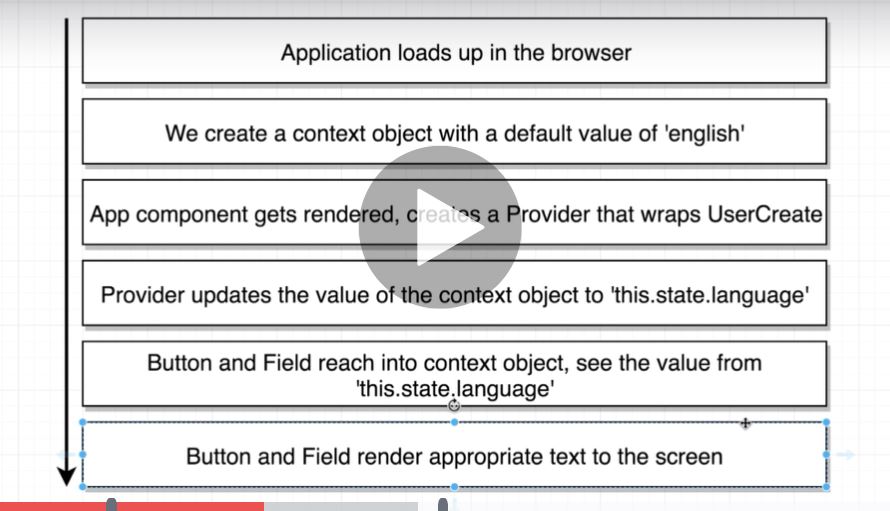 Application loads up in the browser
We create a context object with a default value of 'english'
App component gets rendered, creates a Provider that wraps UserCreate
Provider updates the value of the context object to 'this.state.language'
Button and Field reach into context object, see the value from
'this.state.language'
Button and Field render appropriate text to the screen